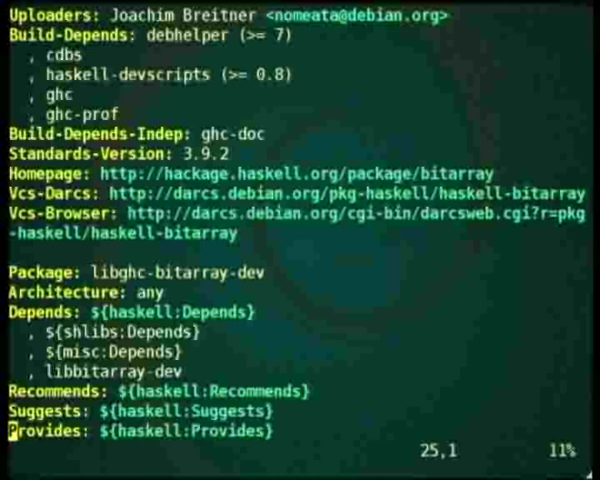 Uploaders: Joachim Breitner <nomeata@debian.org>
Build-Depends: debhelper (>= 7)
  , cdbs
  , haskell-devscripts (>= 0.8)
  , ghc
  , ghc-prof
Build-Depends-Indep: ghc-doc
Standards-Version: 3.9.2
Homepage: http://hackage.haskell.org/package/bitarray
Vcs-Darcs: http://darcs.debian.org/pkg-haskell/haskell-bitarray
Vcs-Browser: http://darcs.debian.org/cgi-bin/darcsweb.cgi?r=pkg
-haskell/haskell-bitarray
Package: libghc-bitarray-dev
Architecture: any
Depends: ${haskell:Depends}
  , ${shlibs:Depends}
  , ${misc:Depends}
  , libbitarray-dev
Recommends: ${haskell:Recommends}
Suggests: ${haskell:Suggests}
Provides: ${haskell:Provides}
25,1 11%